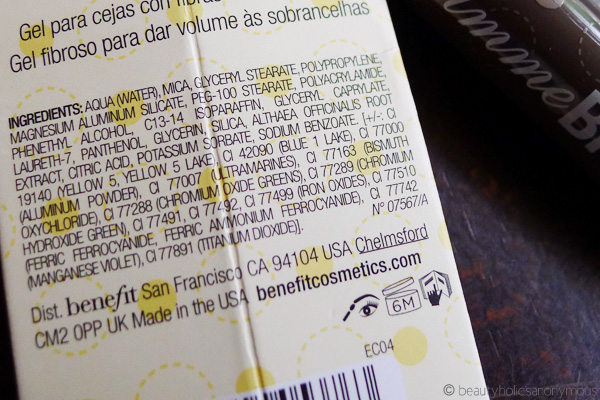 Gel para cejas con fibras
Gel fibroso para dar volume às sobrancelhas
INGREDIENTS: AQUA (WATER), MICA, GLYCERYL STEARATE, POLYPROPYLENE,
MAGNESIUM ALUMINUM SILICATE, PEG-100 STEARATE, POLYACRYLAMIDE,
PHENETHYL ALCOHOL, C13-14 ISOPARAFFIN, GLYCERYL CAPRYLATE,
LAURETH-7, PANTHENOL, GLYCERIN, SILICA, ALTHAEA OFFICINALIS ROOT
EXTRACT, CITRIC ACID, POTASSIUM SORBATE, SODIUM BENZOATE. [+/-: CI
19140 (YELLOW 5, YELLOW 5 LAKE), CI 42090 (BLUE 1 LAKE), CI 77000
(ALUMINUM POWDER), CI 77007 (ULTRAMARINES), CI 77163 (BISMUTH
OXYCHLORIDE), CI 77288 (CHROMIUM OXIDE GREENS), CI 77289 (CHROMIUM
HYDROXIDE GREEN), CI 77491, CI 77492, CI 77499 (IRON OXIDES), CI 77510
(FERRIC FERROCYANIDE, FERRIC AMMONIUM FERROCYANIDE), CI 77742
(MANGANESE VIOLET), CI 77891 (TITANIUM DIOXIDE)]. N° 07567/A
Dist. benefit San Francisco CA 94104 USA Chelmsford
CM2 0PP UK Made in the USA benefitcosmetics.com
6M
EC04
© beautyholicsanonymous